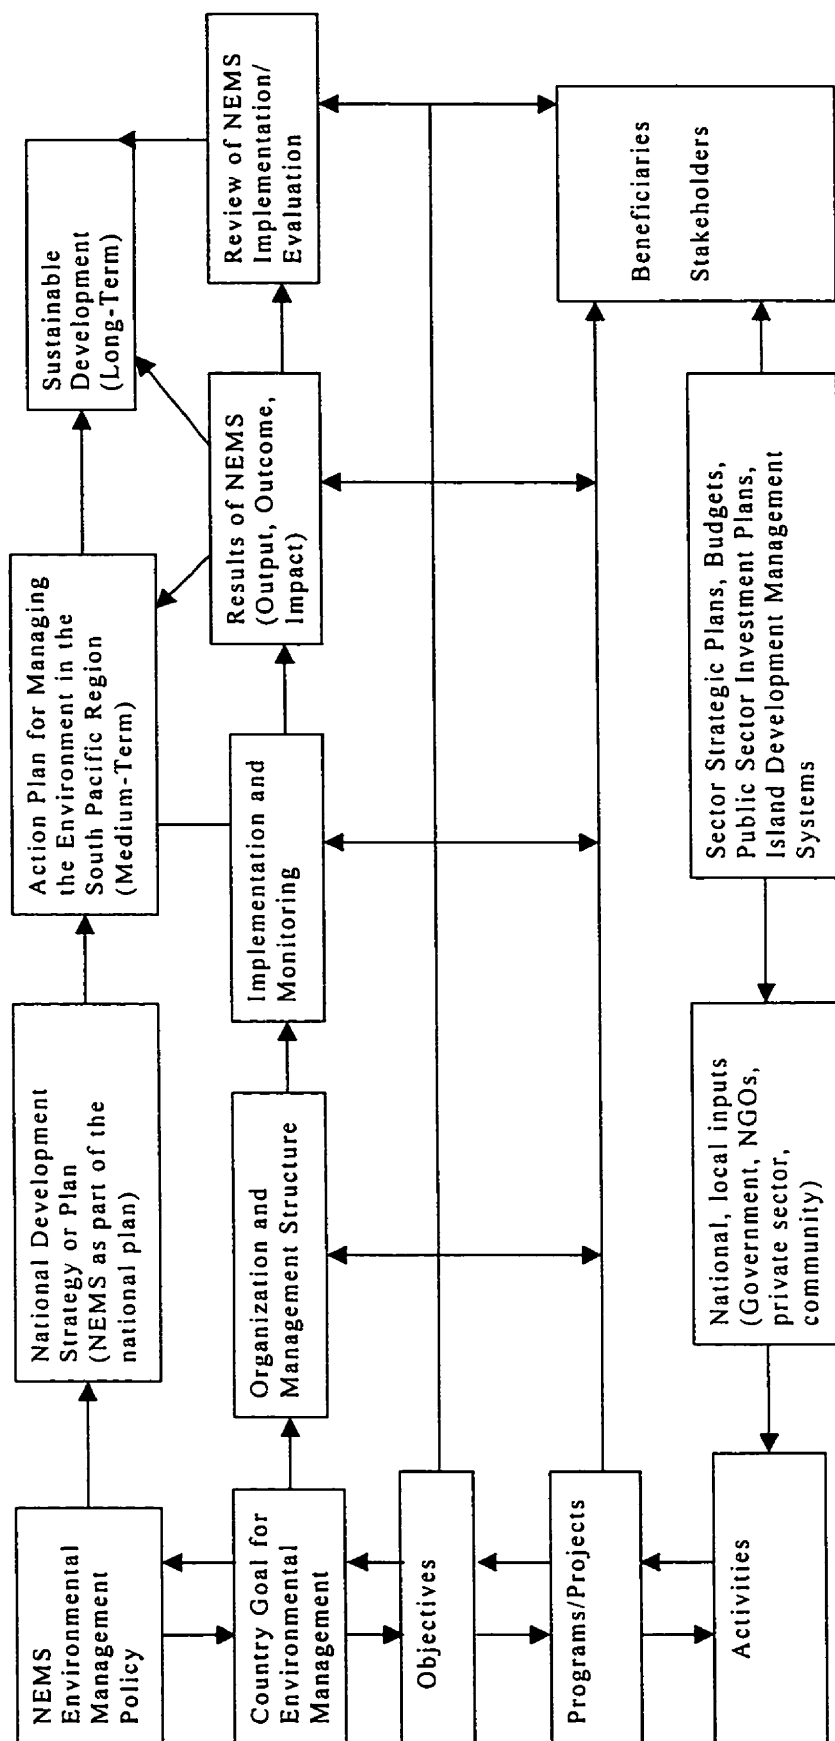 NEMS
Environmental
Management
Policy
National Development
Strategy or Plan
(NEMS as part of the
national plan)
Action Plan for Managing
the Environment in the
South Pacific Region
(Medium-Term)
Sustainable
Development
(Long-Term)
Country Goal for
Environmental
Management
Organization and
Management Structure
Implementation and
Monitoring
Results of NEMS
(Output, Outcome,
Impact)
Review of NEMS
Implementation/
Evaluation
Objectives
Programs/Projects
Beneficiaries
Stakeholders
Activities
National, local inputs
(Government, NGOs,
private sector,
community)
Sector Strategic Plans, Budgets,
Public Sector Investment Plans,
Island Development Management
Systems